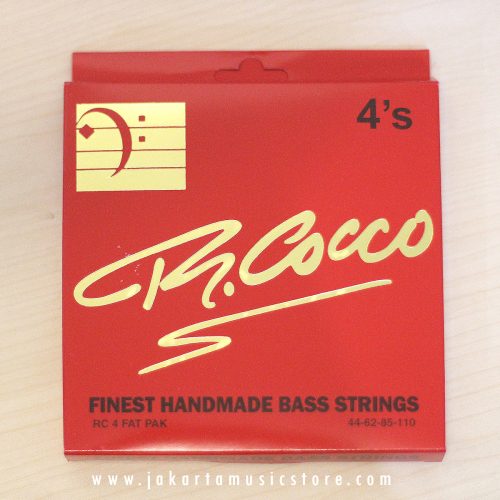 4's
R. Cocco
FINEST HANDMADE BASS STRINGS
RC 4 FAT PAK 44-62-85-110
www.jakartamusicstore.com